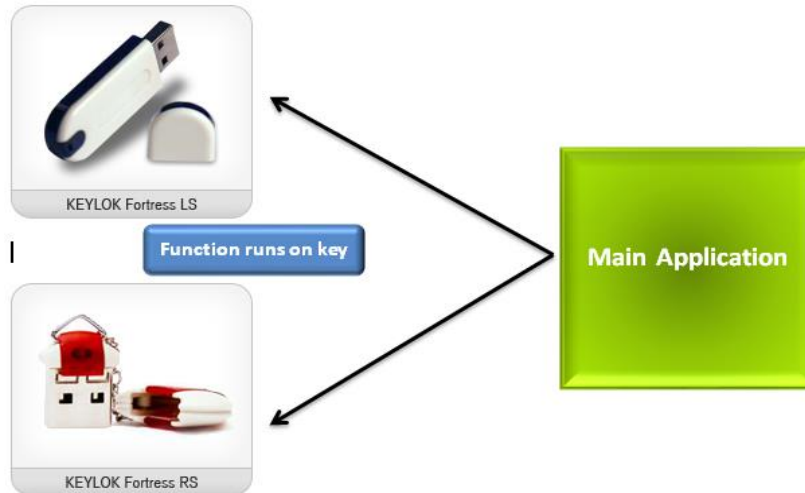 KEYLOK Fortress LS
Function runs on key
Main Application
KEYLOK Fortress RS